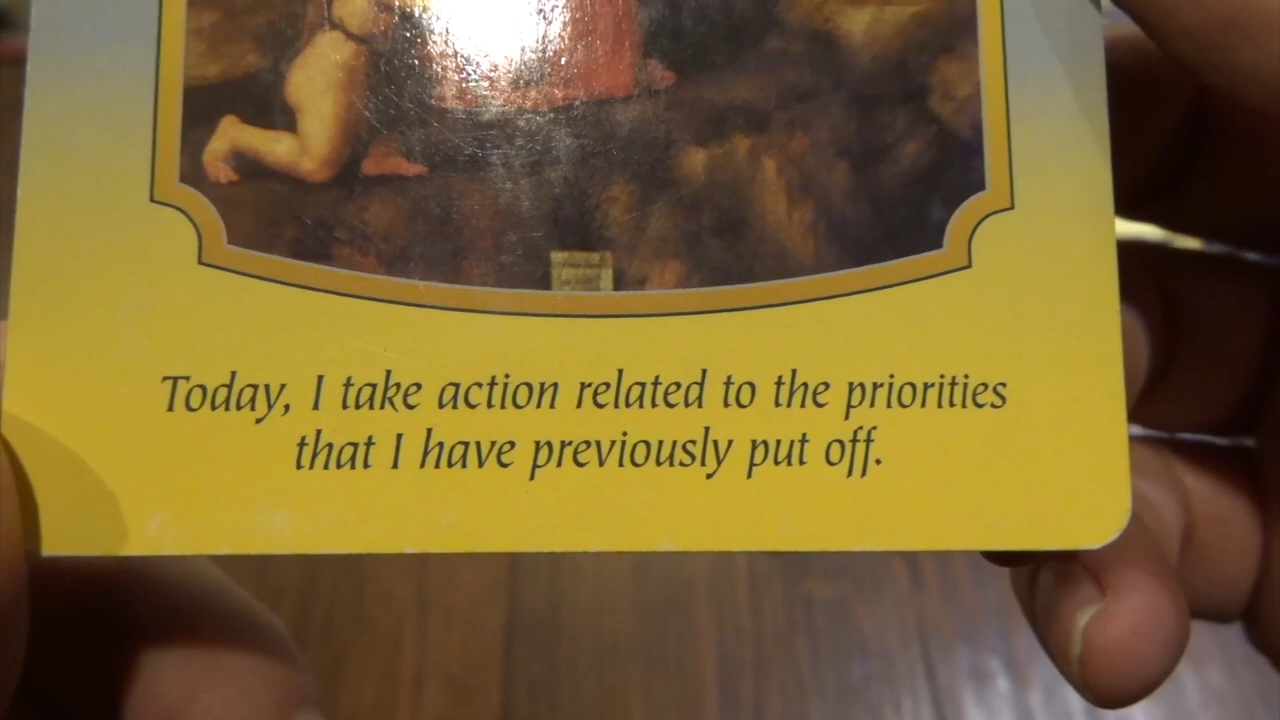 Today, I take action related to the priorities
that I have previously put off.